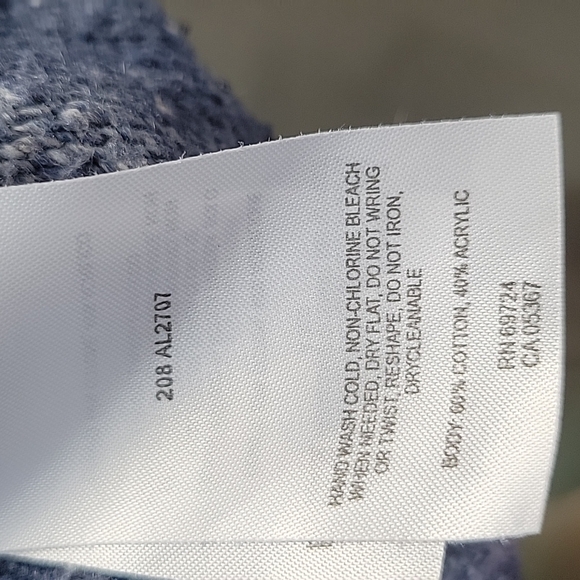 208 AL2707
HAND WASH COLD, NON-CHLORINE BLEACH
WHEN NEEDED, DRY FLAT, DO NOT WRING
OR TWIST, RESHAPE, DO NOT IRON,
DRYCLEANABLE
BODY: 60% COTTON, 40% ACRYLIC
RN 69724
CA 05367